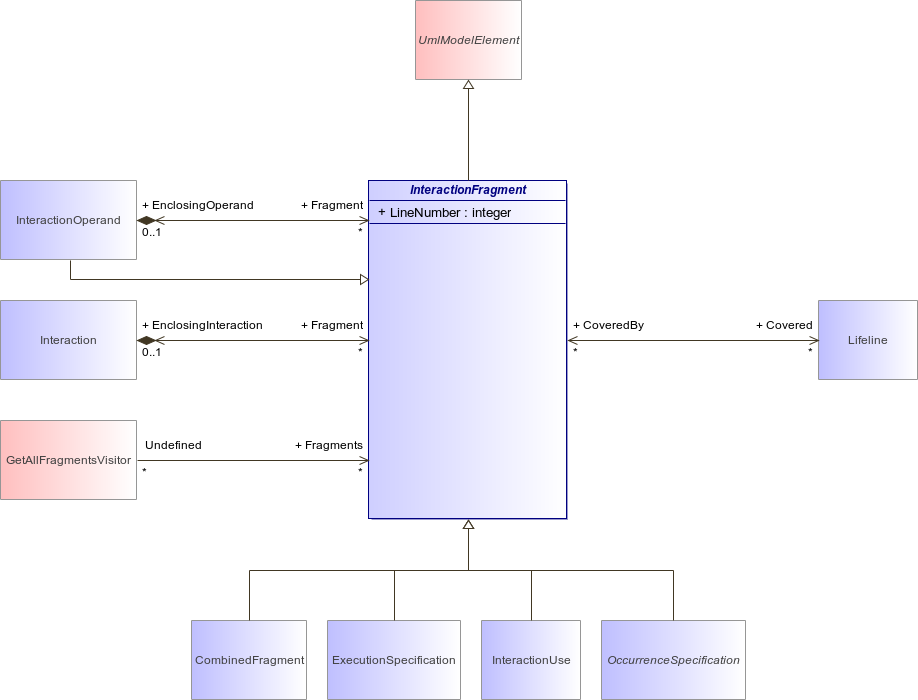 UmlModelElement
InteractionFragment
+ LineNumber : integer
InteractionOperand
+ EnclosingOperand
+ Fragment
0..1
*
Interaction
+ EnclosingInteraction
+ Fragment
0..1
*
+ CoveredBy
+ Covered
*
*
Lifeline
GetAllFragmentsVisitor
Undefined
+ Fragments
*
*
CombinedFragment
ExecutionSpecification
InteractionUse
OccurrenceSpecification